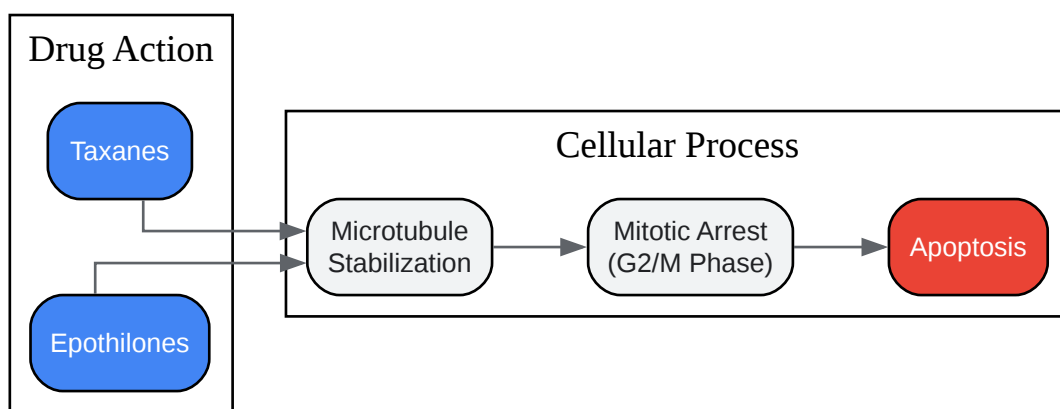 Drug Action
Taxanes
Epothilones
Cellular Process
Microtubule
Stabilization
Mitotic Arrest
(G2/M Phase)
Apoptosis